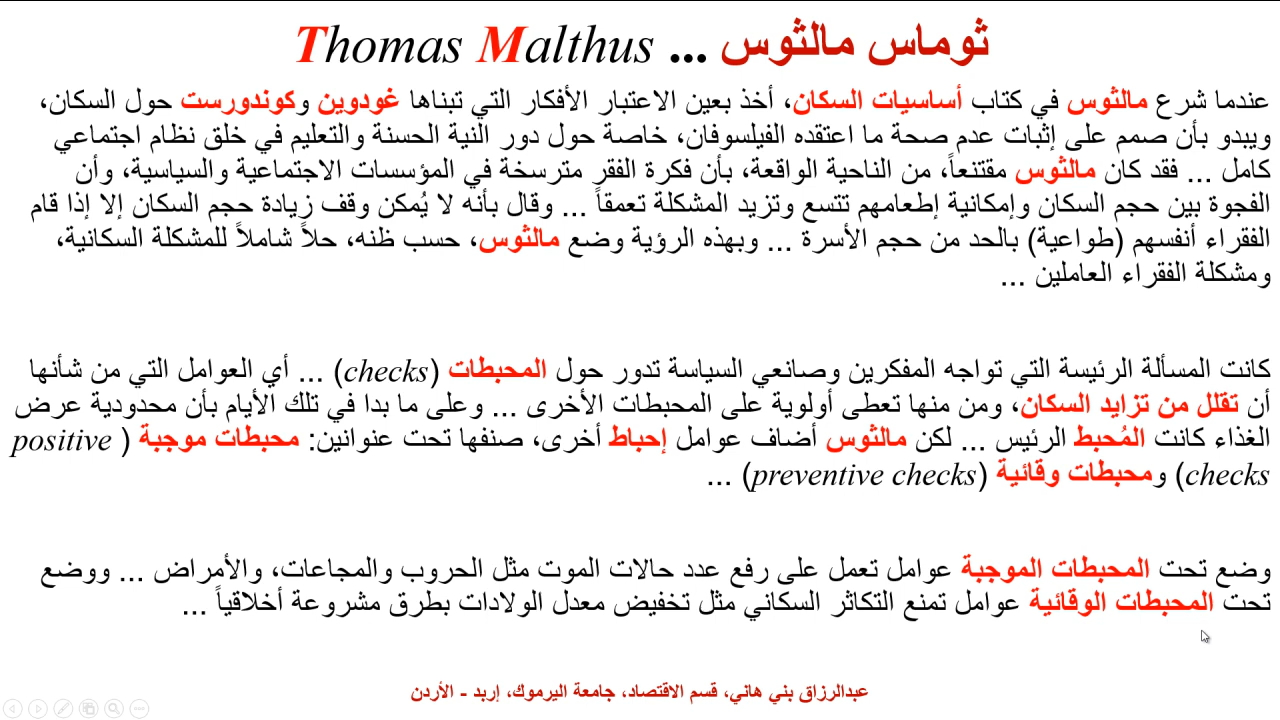 ثوماس مالثوس ... Thomas Malthus
عندما شرع مالثوس في كتاب أساسيات السكان، أخذ بعين الاعتبار الأفكار التي تبناها غودوين وكوندورست حول السكان،
ويبدو بأن صمم على إثبات عدم صحة ما اعتقده الفيلسوفان، خاصة حول دور النية الحسنة والتعليم في خلق نظام اجتماعي
كامل ... فقد كان مالثوس مقتنعاً، من الناحية الواقعة، بأن فكرة الفقر مترسخة في المؤسسات الاجتماعية والسياسية، وأن
الفجوة بين حجم السكان وإمكانية إطعامهم تتسع وتزيد المشكلة تعمقاً ... وقال بأنه لا يُمكن وقف زيادة حجم السكان إلا إذا قام
الفقراء أنفسهم (طواعية) بالحد من حجم الأسرة ... وبهذه الرؤية وضع مالثوس، حسب ظنه، حلاً شاملاً للمشكلة السكانية،
ومشكلة الفقراء العاملين ...
كانت المسألة الرئيسة التي تواجه المفكرين وصانعي السياسة تدور حول المحبطات (checks) ... أي العوامل التي من شأنها
أن تقلل من تزايد السكان، ومن منها تعطى أولوية على المحبطات الأخرى ... وعلى ما بدا في تلك الأيام بأن محدودية عرض
الغذاء كانت المُحبط الرئيس ... لكن مالثوس أضاف عوامل إحباط أخرى، صنفها تحت عنوانين: محبطات موجبة (positive
checks) ومحبطات وقائية (preventive checks) ...
وضع تحت المحبطات الموجبة عوامل تعمل على رفع عدد حالات الموت مثل الحروب والمجاعات، والأمراض ... ووضع
تحت المحبطات الوقائية عوامل تمنع التكاثر السكاني مثل تخفيض معدل الولادات بطرق مشروعة أخلاقياً ...
عبدالرزاق بني هاني، قسم الاقتصاد، جامعة اليرموك، إربد - الأردن